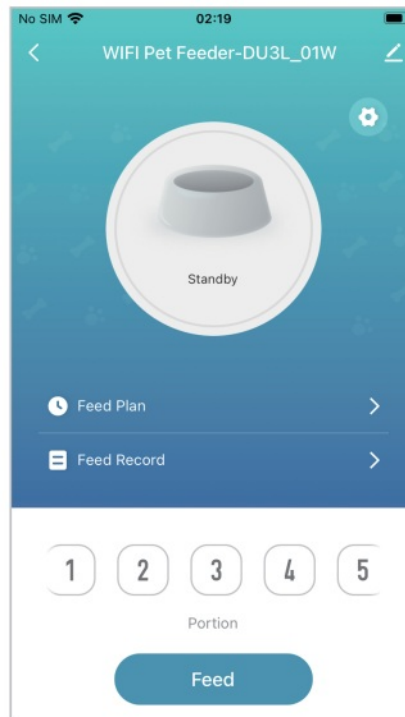 No SIM 02:19
WIFI Pet Feeder-DU3L_01W
Standby
Feed Plan
Feed Record
1 2 3 4 5
Portion
Feed